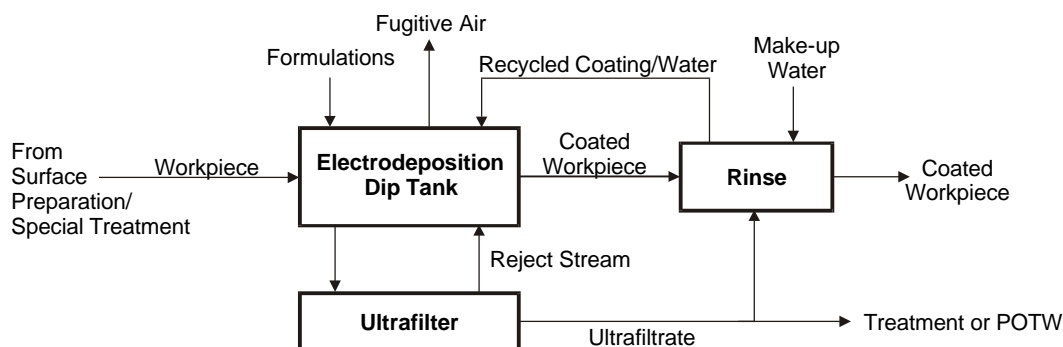 Fugitive Air
Formulations
Recycled Coating/Water
Make-up
Water
From
Surface
Preparation/
Special Treatment
Workpiece
Electrodeposition
Dip Tank
Coated
Workpiece
Rinse
Coated
Workpiece
Reject Stream
Ultrafilter
Ultrafiltrate
Treatment or POTW